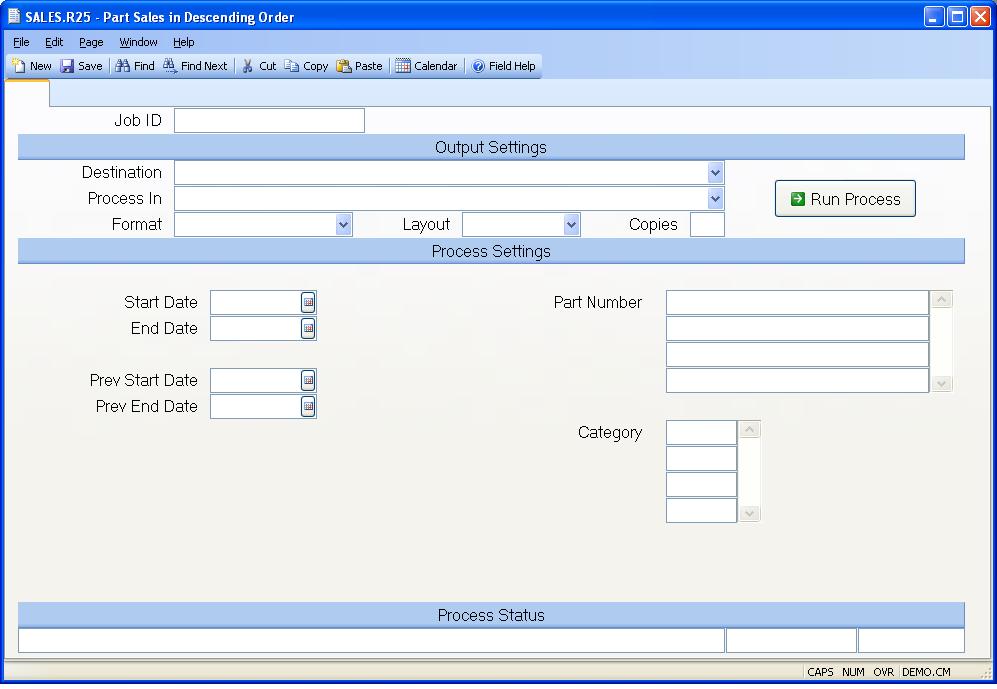 SALES.R25 - Part Sales in Descending Order
File Edit Page Window Help
New Save Find Find Next Cut Copy Paste Calendar Field Help
Job ID
Output Settings
Destination
Process In
Run Process
Format Layout Copies
Process Settings
Start Date Part Number
End Date
Prev Start Date
Prev End Date
Category
Process Status
CAPS NUM OVR DEMO.CM